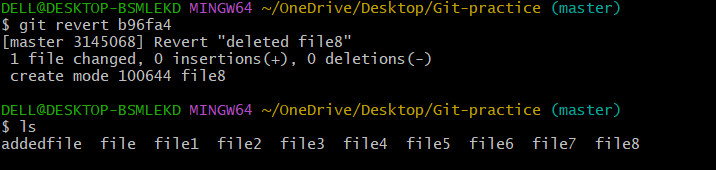 DELL@DESKTOP-BSMLEKD MINGW64 ~/OneDrive/Desktop/Git-practice (master)
$ git revert b96fa4
[master 3145068] Revert "deleted file8"
 1 file changed, 0 insertions(+), 0 deletions(-)
 create mode 100644 file8

DELL@DESKTOP-BSMLEKD MINGW64 ~/OneDrive/Desktop/Git-practice (master)
$ ls
addedfile  file  file1  file2  file3  file4  file5  file6  file7  file8